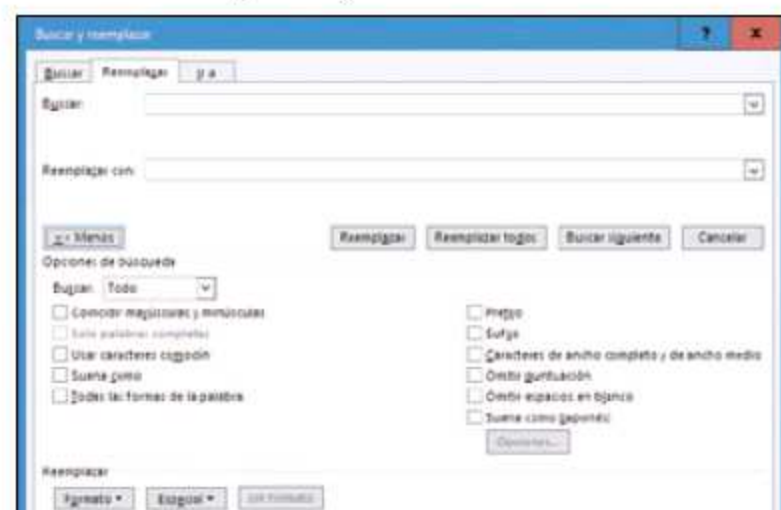 Buscar y reemplazar
? x
Buscar Reemplazar Ir a
Buscar:
Reemplazar con:
<< Menos Reemplazar Reemplazar todos Buscar siguiente Cancelar
Opciones de búsqueda
Buscar: Todo
Coincidir mayúsculas y minúsculas
Solo palabras completas
Usar caracteres comodín
Suena como
Todas las formas de la palabra
Prefijo
Sufijo
Caracteres de ancho completo y de ancho medio
Omitir puntuación
Omitir espacios en blanco
Suena como (japonés)
Opciones...
Reemplazar
Formato Especial Sin formato